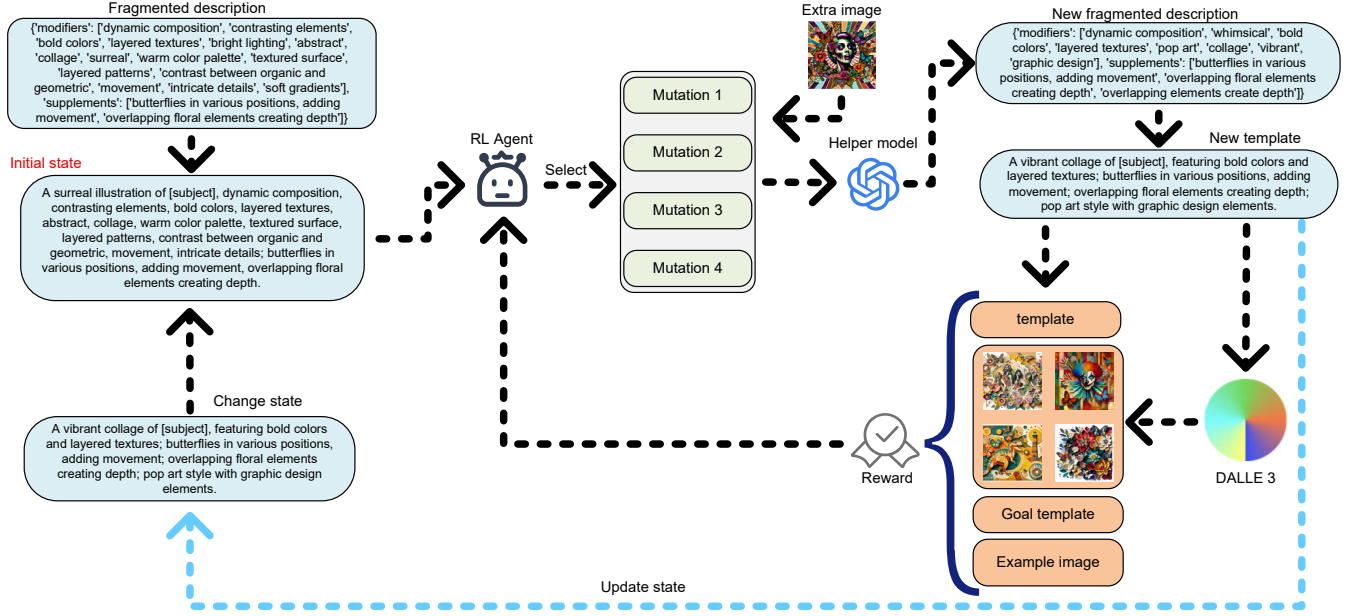 Fragmented description
{'modifiers': ['dynamic composition', 'contrasting elements',
'bold colors', 'layered textures', 'bright lighting', 'abstract',
'collage', 'surreal', 'warm color palette', 'textured surface',
'layered patterns', 'contrast between organic and
geometric', 'movement', 'intricate details', 'soft gradients'],
'supplements': ['butterflies in various positions, adding
movement', 'overlapping floral elements creating depth']}
Initial state
A surreal illustration of [subject], dynamic composition,
contrasting elements, bold colors, layered textures,
abstract, collage, warm color palette, textured surface,
layered patterns, contrast between organic and
geometric, movement, intricate details; butterflies in
various positions, adding movement, overlapping floral
elements creating depth.
Change state
A vibrant collage of [subject], featuring bold colors
and layered textures; butterflies in various positions,
adding movement; overlapping floral elements
creating depth; pop art style with graphic design
elements.
RL Agent
Select
Mutation 1
Mutation 2
Mutation 3
Mutation 4
Extra image
Helper model
New fragmented description
{'modifiers': ['dynamic composition', 'whimsical', 'bold
colors', 'layered textures', 'pop art', 'collage', 'vibrant',
'graphic design'], 'supplements': ['butterflies in various
positions, adding movement', 'overlapping floral elements
creating depth', 'overlapping elements create depth']}
New template
A vibrant collage of [subject], featuring bold colors and
layered textures; butterflies in various positions, adding
movement; overlapping floral elements creating depth;
pop art style with graphic design elements.
template
Goal template
Example image
Reward
DALLE 3
Update state